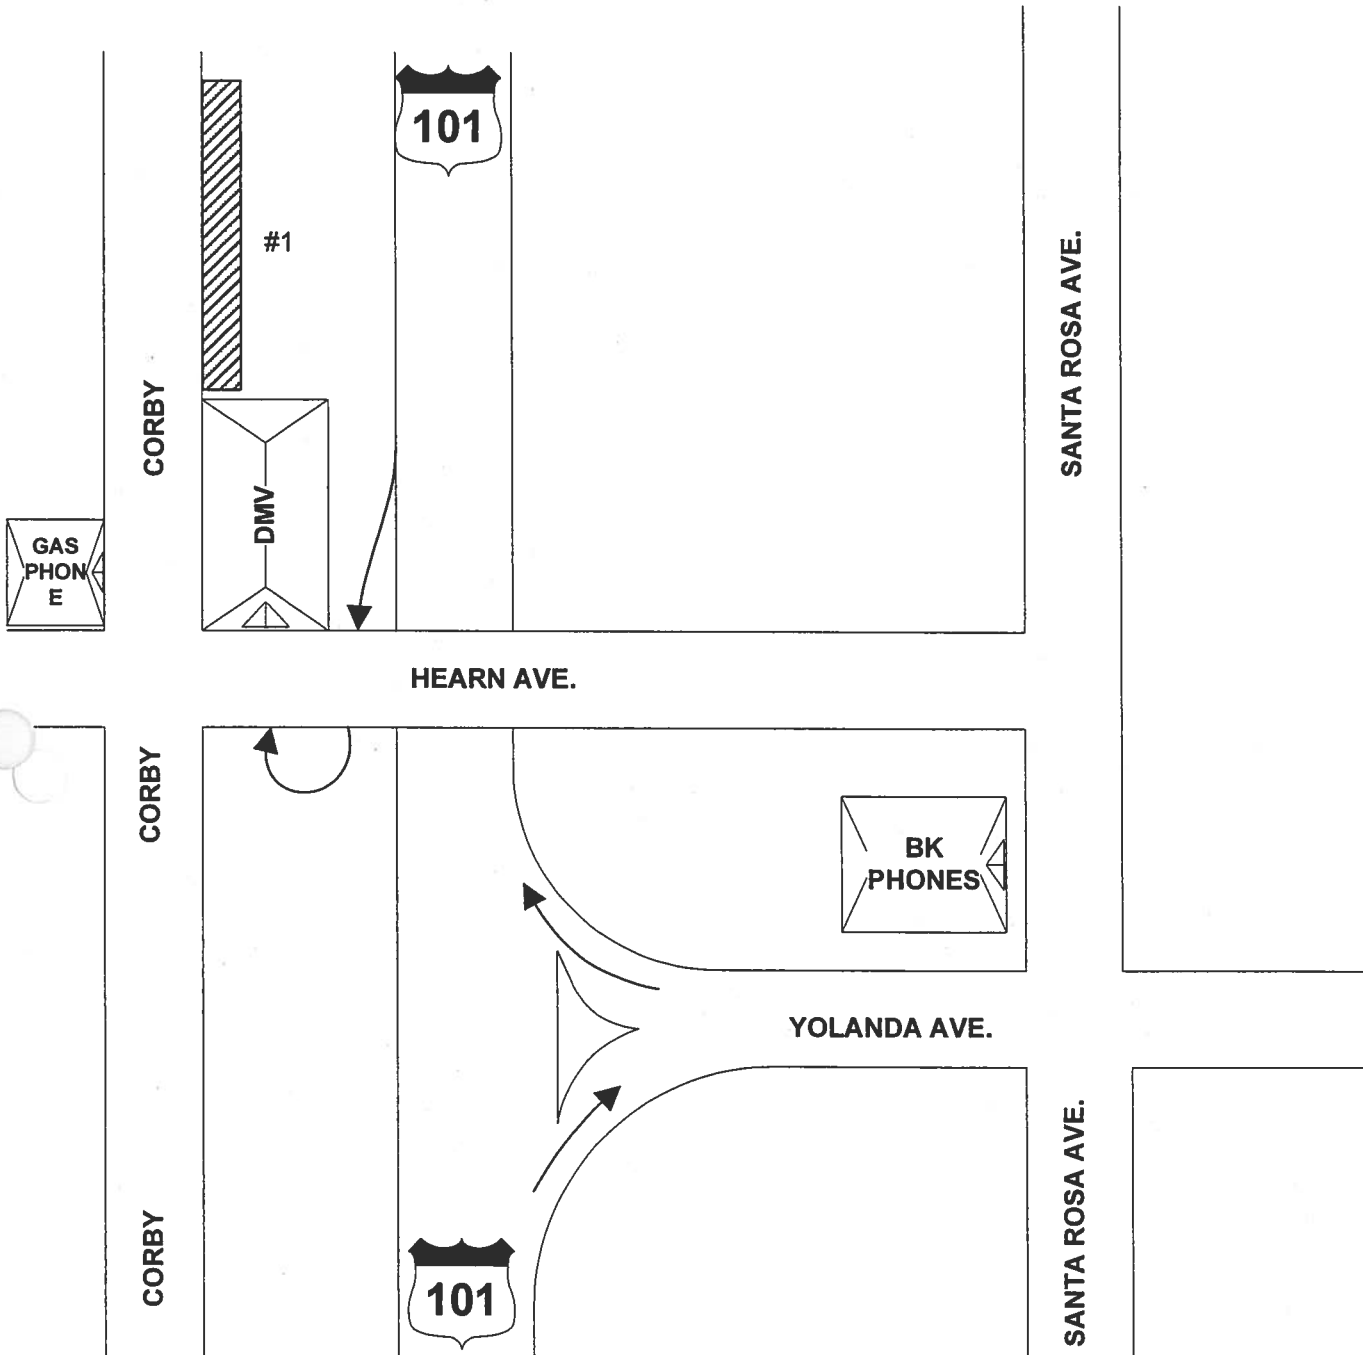 101
#1
SANTA ROSA AVE.
CORBY
DMV
GAS
PHON
E
HEARN AVE.
CORBY
BK
PHONES
YOLANDA AVE.
CORBY
101
SANTA ROSA AVE.